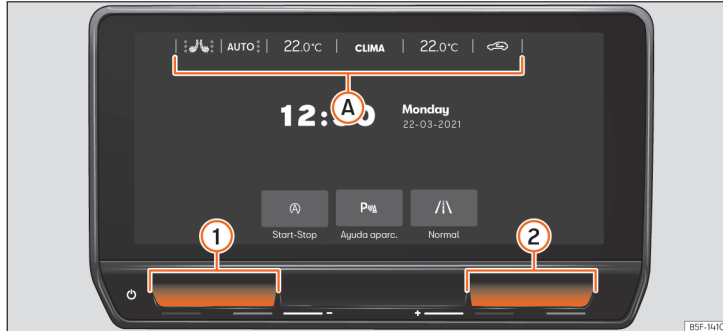 AUTO 22.0°C CLIMA 22.0°C
A
Monday
22-03-2021
P
Start-Stop Ayuda aparc. Normal
1 2
- +
B5F-1410